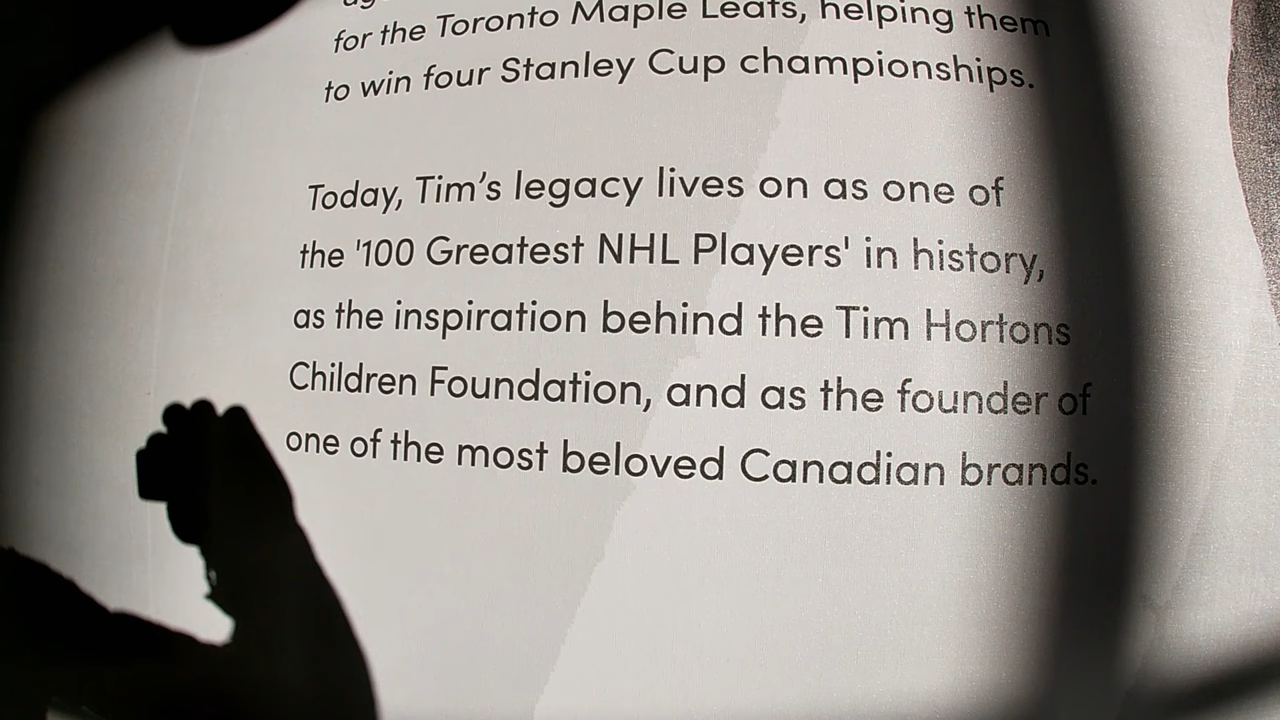 for the Toronto Maple Leafs, helping them
to win four Stanley Cup championships.
Today, Tim’s legacy lives on as one of
the '100 Greatest NHL Players' in history,
as the inspiration behind the Tim Hortons
Children Foundation, and as the founder of
one of the most beloved Canadian brands.